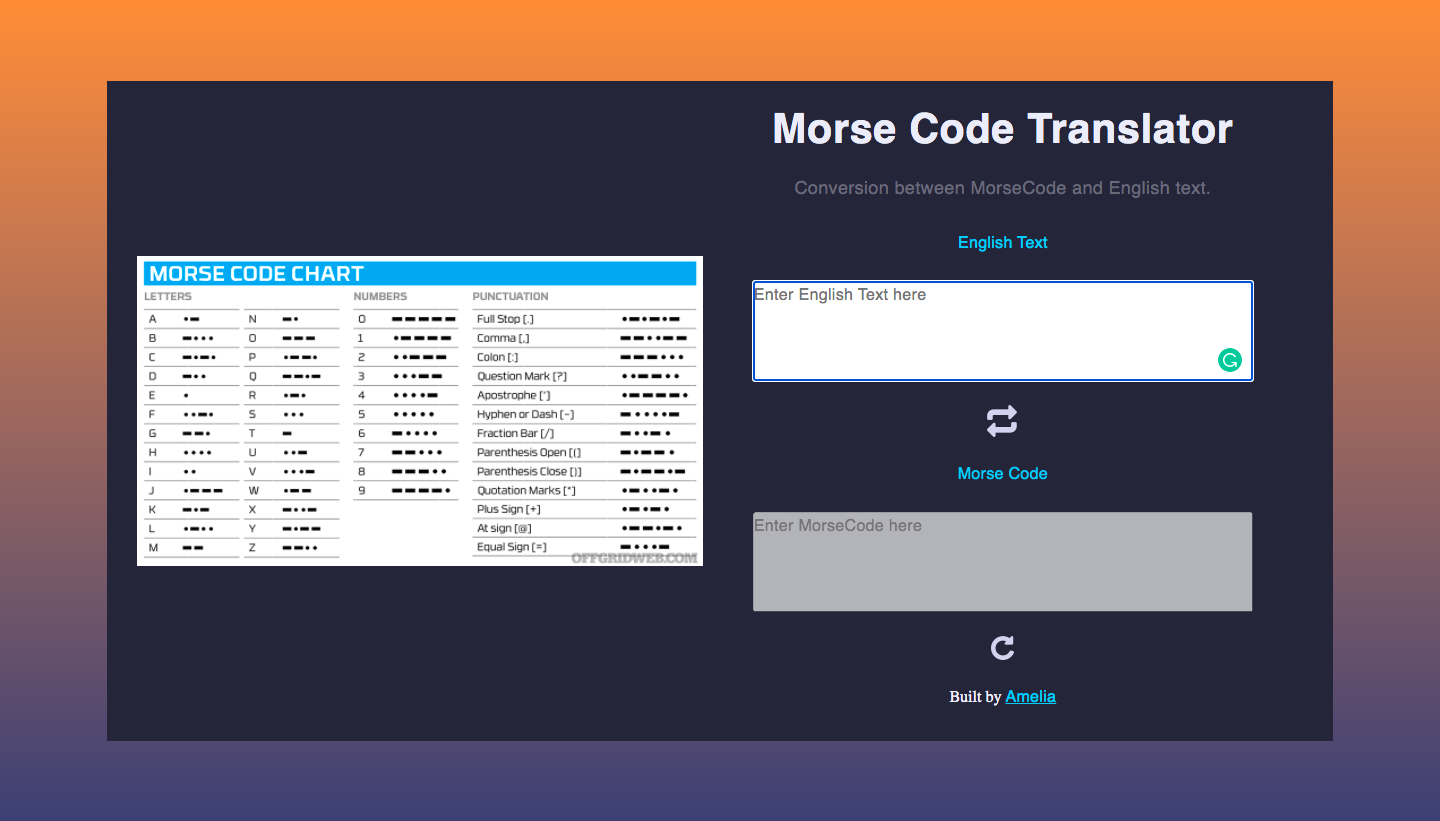 Morse Code Translator
Conversion between MorseCode and English text.
English Text
Enter English Text here
Morse Code
Enter MorseCode here
Built by Amelia
MORSE CODE CHART
LETTERS NUMBERS PUNCTUATION
A •– N –• 0 ––––– Full Stop [.] •–•–•–
B –••• O ––– 1 •–––– Comma [,] ––••––
C –•–• P •––• 2 ••––– Colon [:] –––•••
D –•• Q ––•– 3 •••–– Question Mark [?] ••––••
E • R •–• 4 ••••– Apostrophe ['] •––––•
F ••–• S ••• 5 ••••• Hyphen or Dash [–] –••••–
G ––• T – 6 –•••• Fraction Bar [/] –••–•
H •••• U ••– 7 ––••• Parenthesis Open [(] –•––•
I •• V •••– 8 –––•• Parenthesis Close [)] –•––•–
J •––– W •–– 9 ––––• Quotation Marks ["] •–••–•
K –•– X –••– Plus Sign [+] •–•–•
L •–•• Y –•–– At sign [@] •––•–•
M –– Z ––•• Equal Sign [=] –•••–
OFFGRIDWEB.COM